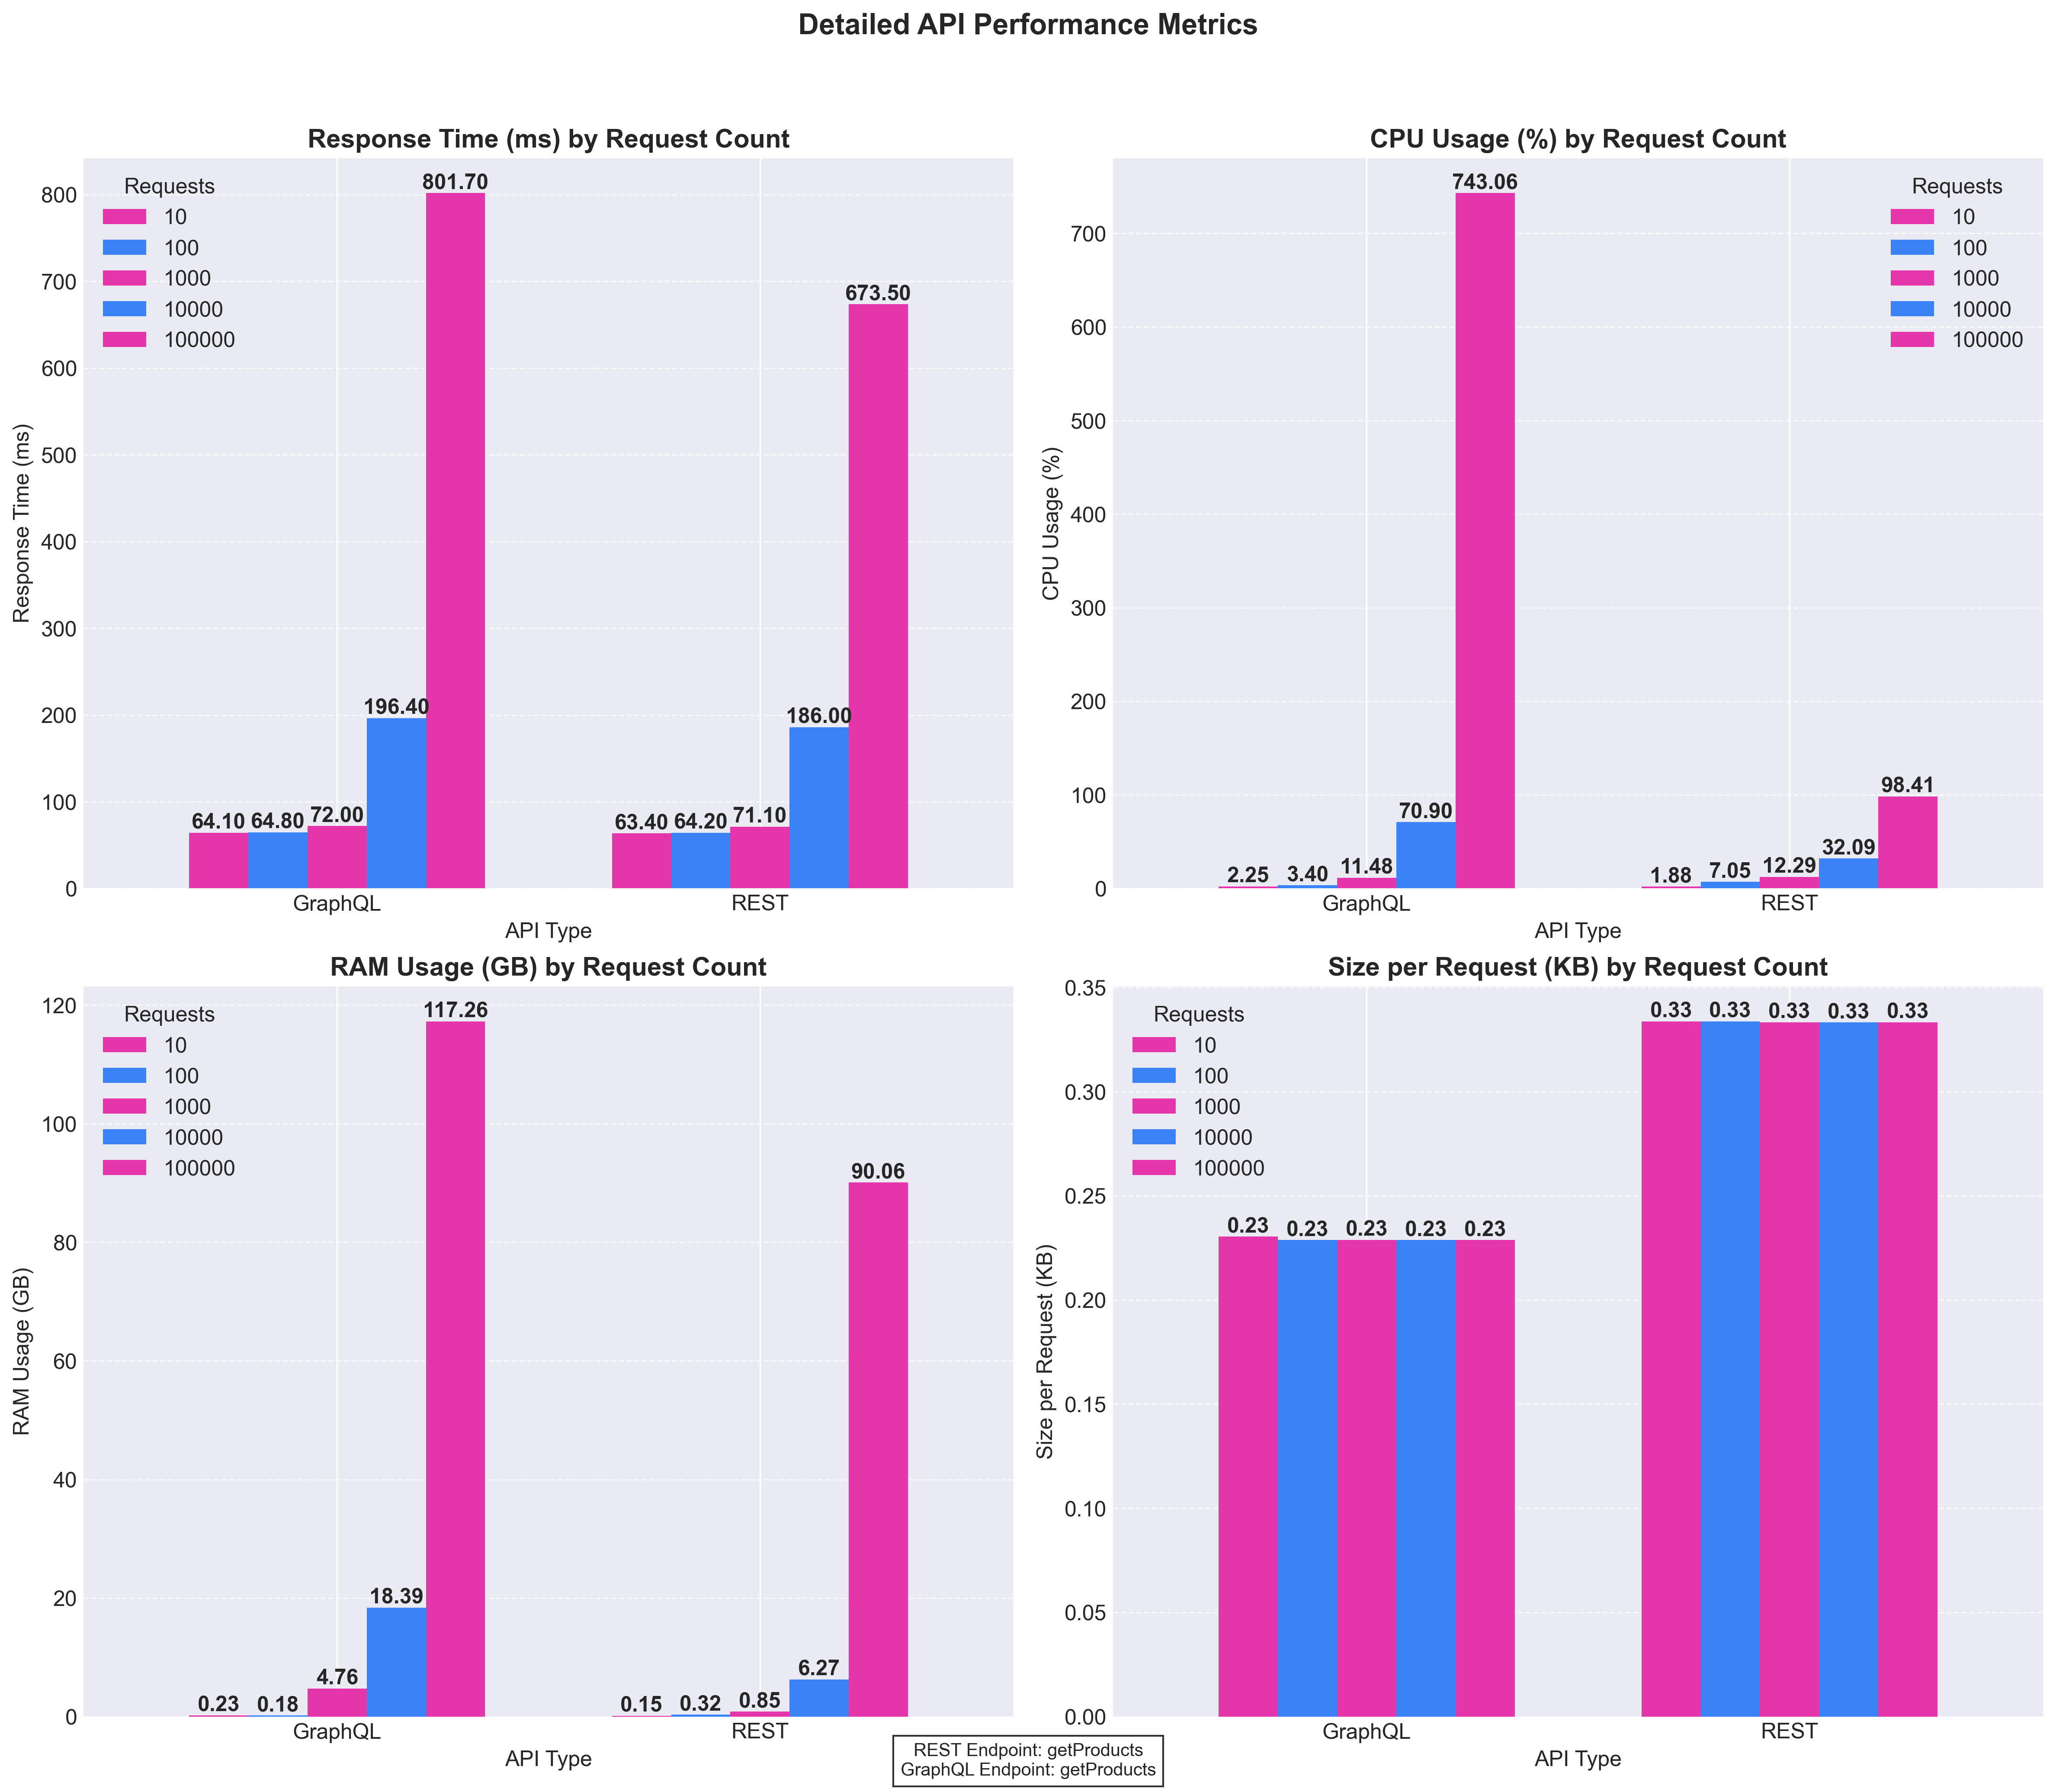 Detailed API Performance Metrics
Response Time (ms) by Request Count
Response Time (ms)
800
700
600
500
400
300
200
100
0
Requests
10
100
1000
10000
100000
64.10 64.80 72.00 196.40 801.70
63.40 64.20 71.10 186.00 673.50
GraphQL REST
API Type
CPU Usage (%) by Request Count
CPU Usage (%)
700
600
500
400
300
200
100
0
Requests
10
100
1000
10000
100000
2.25 3.40 11.48 70.90 743.06
1.88 7.05 12.29 32.09 98.41
GraphQL REST
API Type
RAM Usage (GB) by Request Count
RAM Usage (GB)
120
100
80
60
40
20
0
Requests
10
100
1000
10000
100000
0.23 0.18 4.76 18.39 117.26
0.15 0.32 0.85 6.27 90.06
GraphQL REST
API Type
Size per Request (KB) by Request Count
Size per Request (KB)
0.35
0.30
0.25
0.20
0.15
0.10
0.05
0.00
Requests
10
100
1000
10000
100000
0.23 0.23 0.23 0.23 0.23
0.33 0.33 0.33 0.33 0.33
GraphQL REST
API Type
REST Endpoint: getProducts
GraphQL Endpoint: getProducts